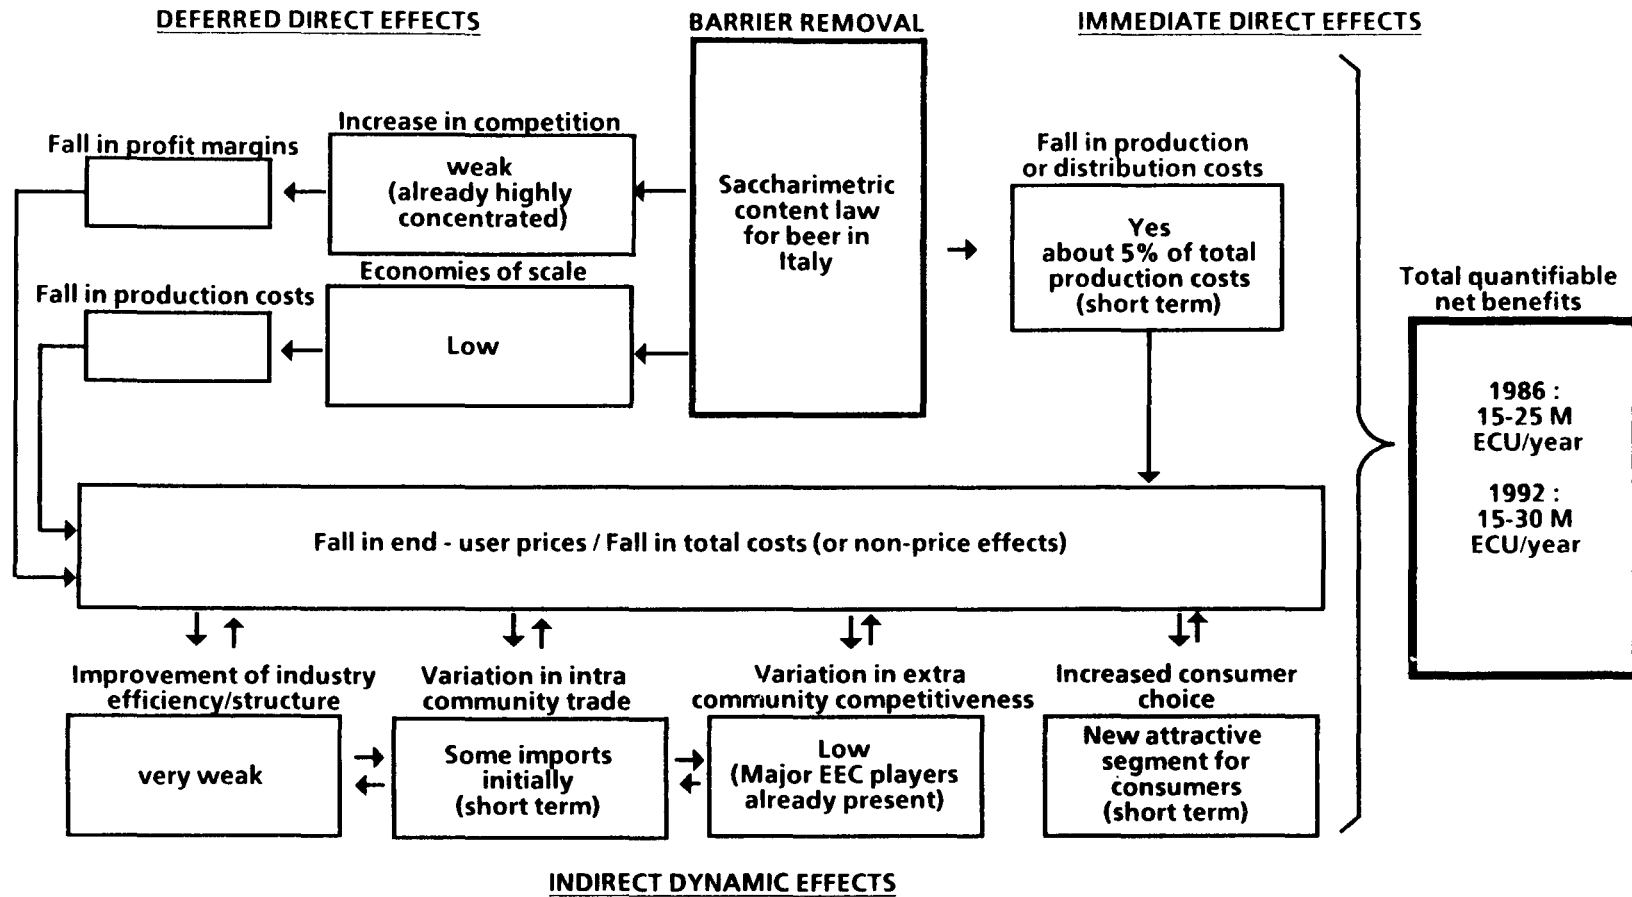 DEFERRED DIRECT EFFECTS
BARRIER REMOVAL
IMMEDIATE DIRECT EFFECTS
Fall in profit margins
Increase in competition
weak
(already highly
concentrated)
Economies of scale
Fall in production costs
Low
Saccharimetric
content law
for beer in
Italy
Fall in production
or distribution costs
Yes
about 5% of total
production costs
(short term)
Total quantifiable
net benefits
1986 :
15-25 M
ECU/year
1992 :
15-30 M
ECU/year
Fall in end - user prices / Fall in total costs (or non-price effects)
Improvement of industry
efficiency/structure
very weak
Variation in intra
community trade
Some imports
initially
(short term)
Variation in extra
community competitiveness
Low
(Major EEC players
already present)
Increased consumer
choice
New attractive
segment for
consumers
(short term)
INDIRECT DYNAMIC EFFECTS